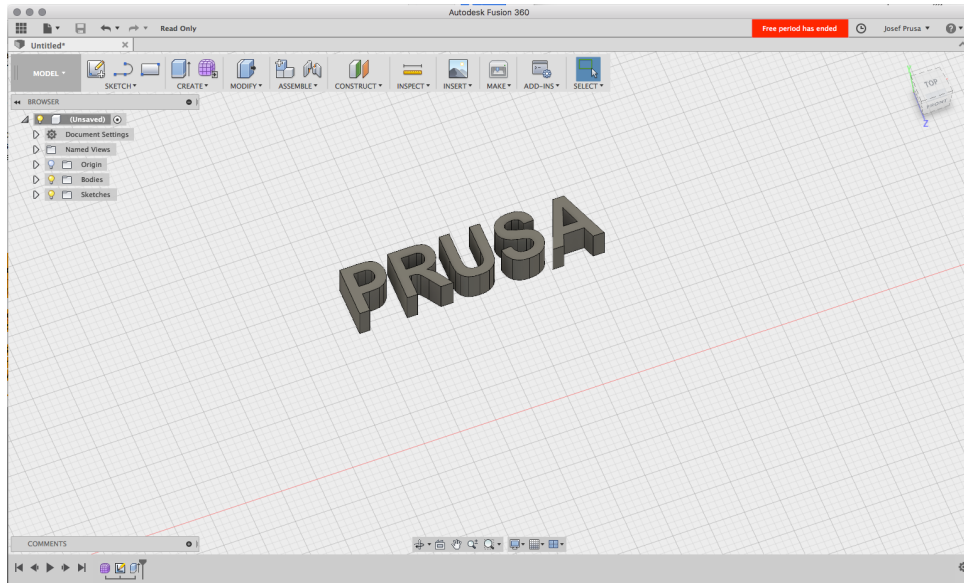 Autodesk Fusion 360
Read Only
Free period has ended
Josef Prusa
Untitled*
MODEL
SKETCH
CREATE
MODIFY
ASSEMBLE
CONSTRUCT
INSPECT
INSERT
MAKE
ADD-INS
SELECT
BROWSER
(Unsaved)
Document Settings
Named Views
Origin
Bodies
Sketches
TOP
FRONT
Z
PRUSA
COMMENTS